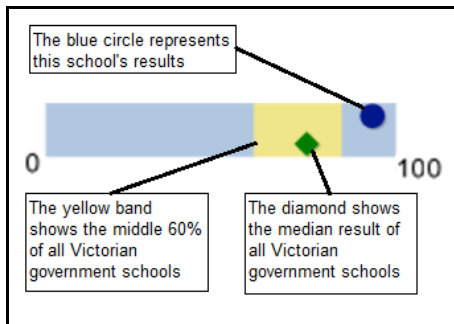 The blue circle represents
this school's results
0
100
The yellow band
shows the middle 60%
of all Victorian
government schools
The diamond shows
the median result of
all Victorian
government schools